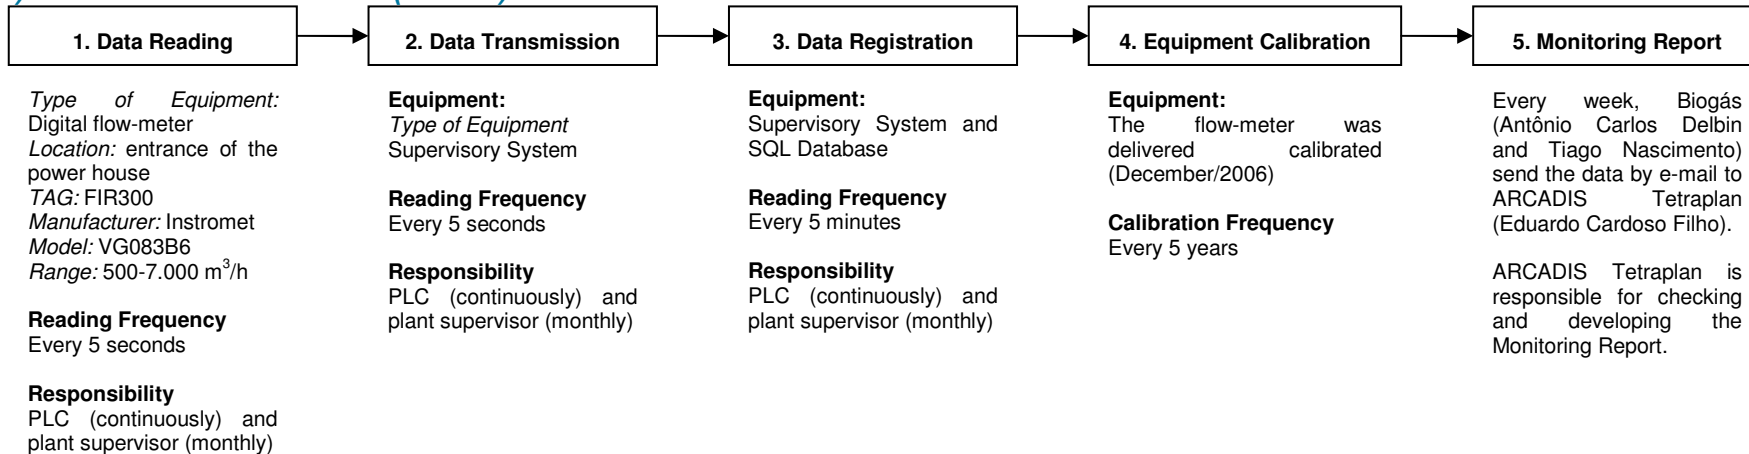 1. Data Reading
2. Data Transmission
3. Data Registration
4. Equipment Calibration
5. Monitoring Report
Type of Equipment:
Digital flow-meter
Location: entrance of the
power house
TAG: FIR300
Manufacturer: Instromet
Model: VG083B6
Range: 500-7.000 m³/h
Reading Frequency
Every 5 seconds
Responsibility
PLC (continuously) and
plant supervisor (monthly)
Equipment:
Type of Equipment
Supervisory System
Reading Frequency
Every 5 seconds
Responsibility
PLC (continuously) and
plant supervisor (monthly)
Equipment:
Supervisory System and
SQL Database
Reading Frequency
Every 5 minutes
Responsibility
PLC (continuously) and
plant supervisor (monthly)
Equipment:
The flow-meter was
delivered calibrated
(December/2006)
Calibration Frequency
Every 5 years
Every week, Biogás
(Antônio Carlos Delbin
and Tiago Nascimento)
send the data by e-mail to
ARCADIS Tetraplan
(Eduardo Cardoso Filho).
ARCADIS Tetraplan is
responsible for checking
and developing the
Monitoring Report.